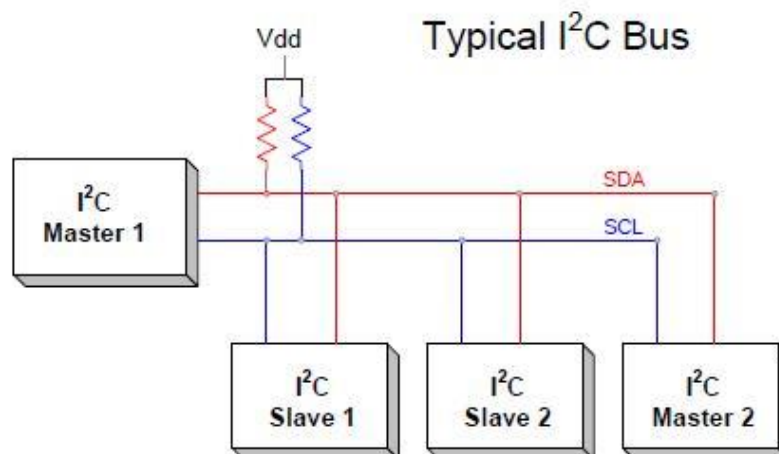 Typical I²C Bus
Vdd
SDA
I²C
Master 1
SCL
I²C
Slave 1
I²C
Slave 2
I²C
Master 2